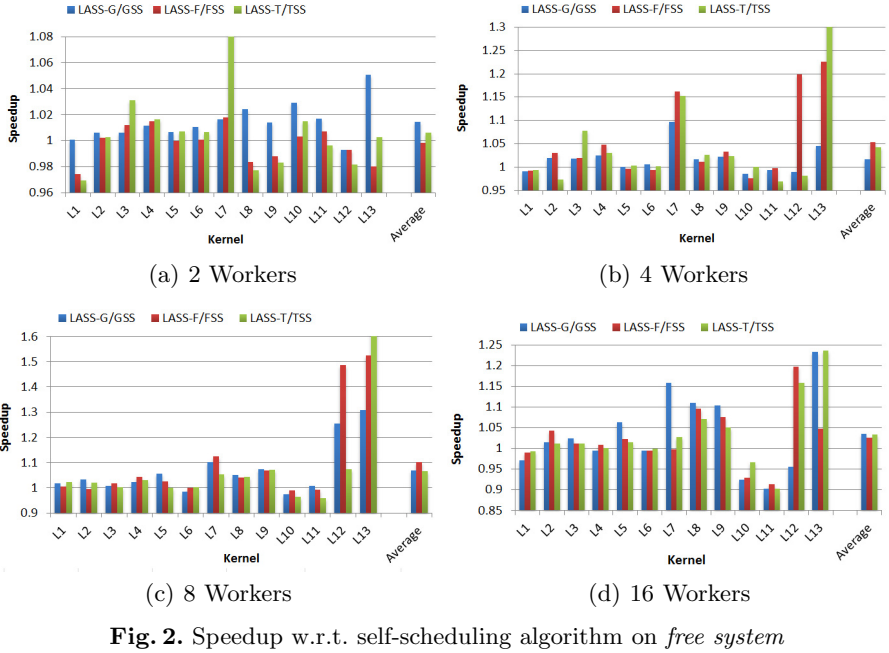 LASS-G/GSS LASS-F/FSS LASS-T/TSS
1.08
1.06
1.04
1.02
1
0.98
0.96
Speedup
L1 L2 L3 L4 L5 L6 L7 L8 L9 L10 L11 L12 L13 Average
Kernel
(a) 2 Workers
LASS-G/GSS LASS-F/FSS LASS-T/TSS
1.3
1.25
1.2
1.15
1.1
1.05
1
0.95
Speedup
L1 L2 L3 L4 L5 L6 L7 L8 L9 L10 L11 L12 L13 Average
Kernel
(b) 4 Workers
LASS-G/GSS LASS-F/FSS LASS-T/TSS
1.6
1.5
1.4
1.3
1.2
1.1
1
0.9
Speedup
L1 L2 L3 L4 L5 L6 L7 L8 L9 L10 L11 L12 L13 Average
Kernel
(c) 8 Workers
LASS-G/GSS LASS-F/FSS LASS-T/TSS
1.25
1.2
1.15
1.1
1.05
1
0.95
0.9
0.85
Speedup
L1 L2 L3 L4 L5 L6 L7 L8 L9 L10 L11 L12 L13 Average
Kernel
(d) 16 Workers
Fig. 2. Speedup w.r.t. self-scheduling algorithm on free system